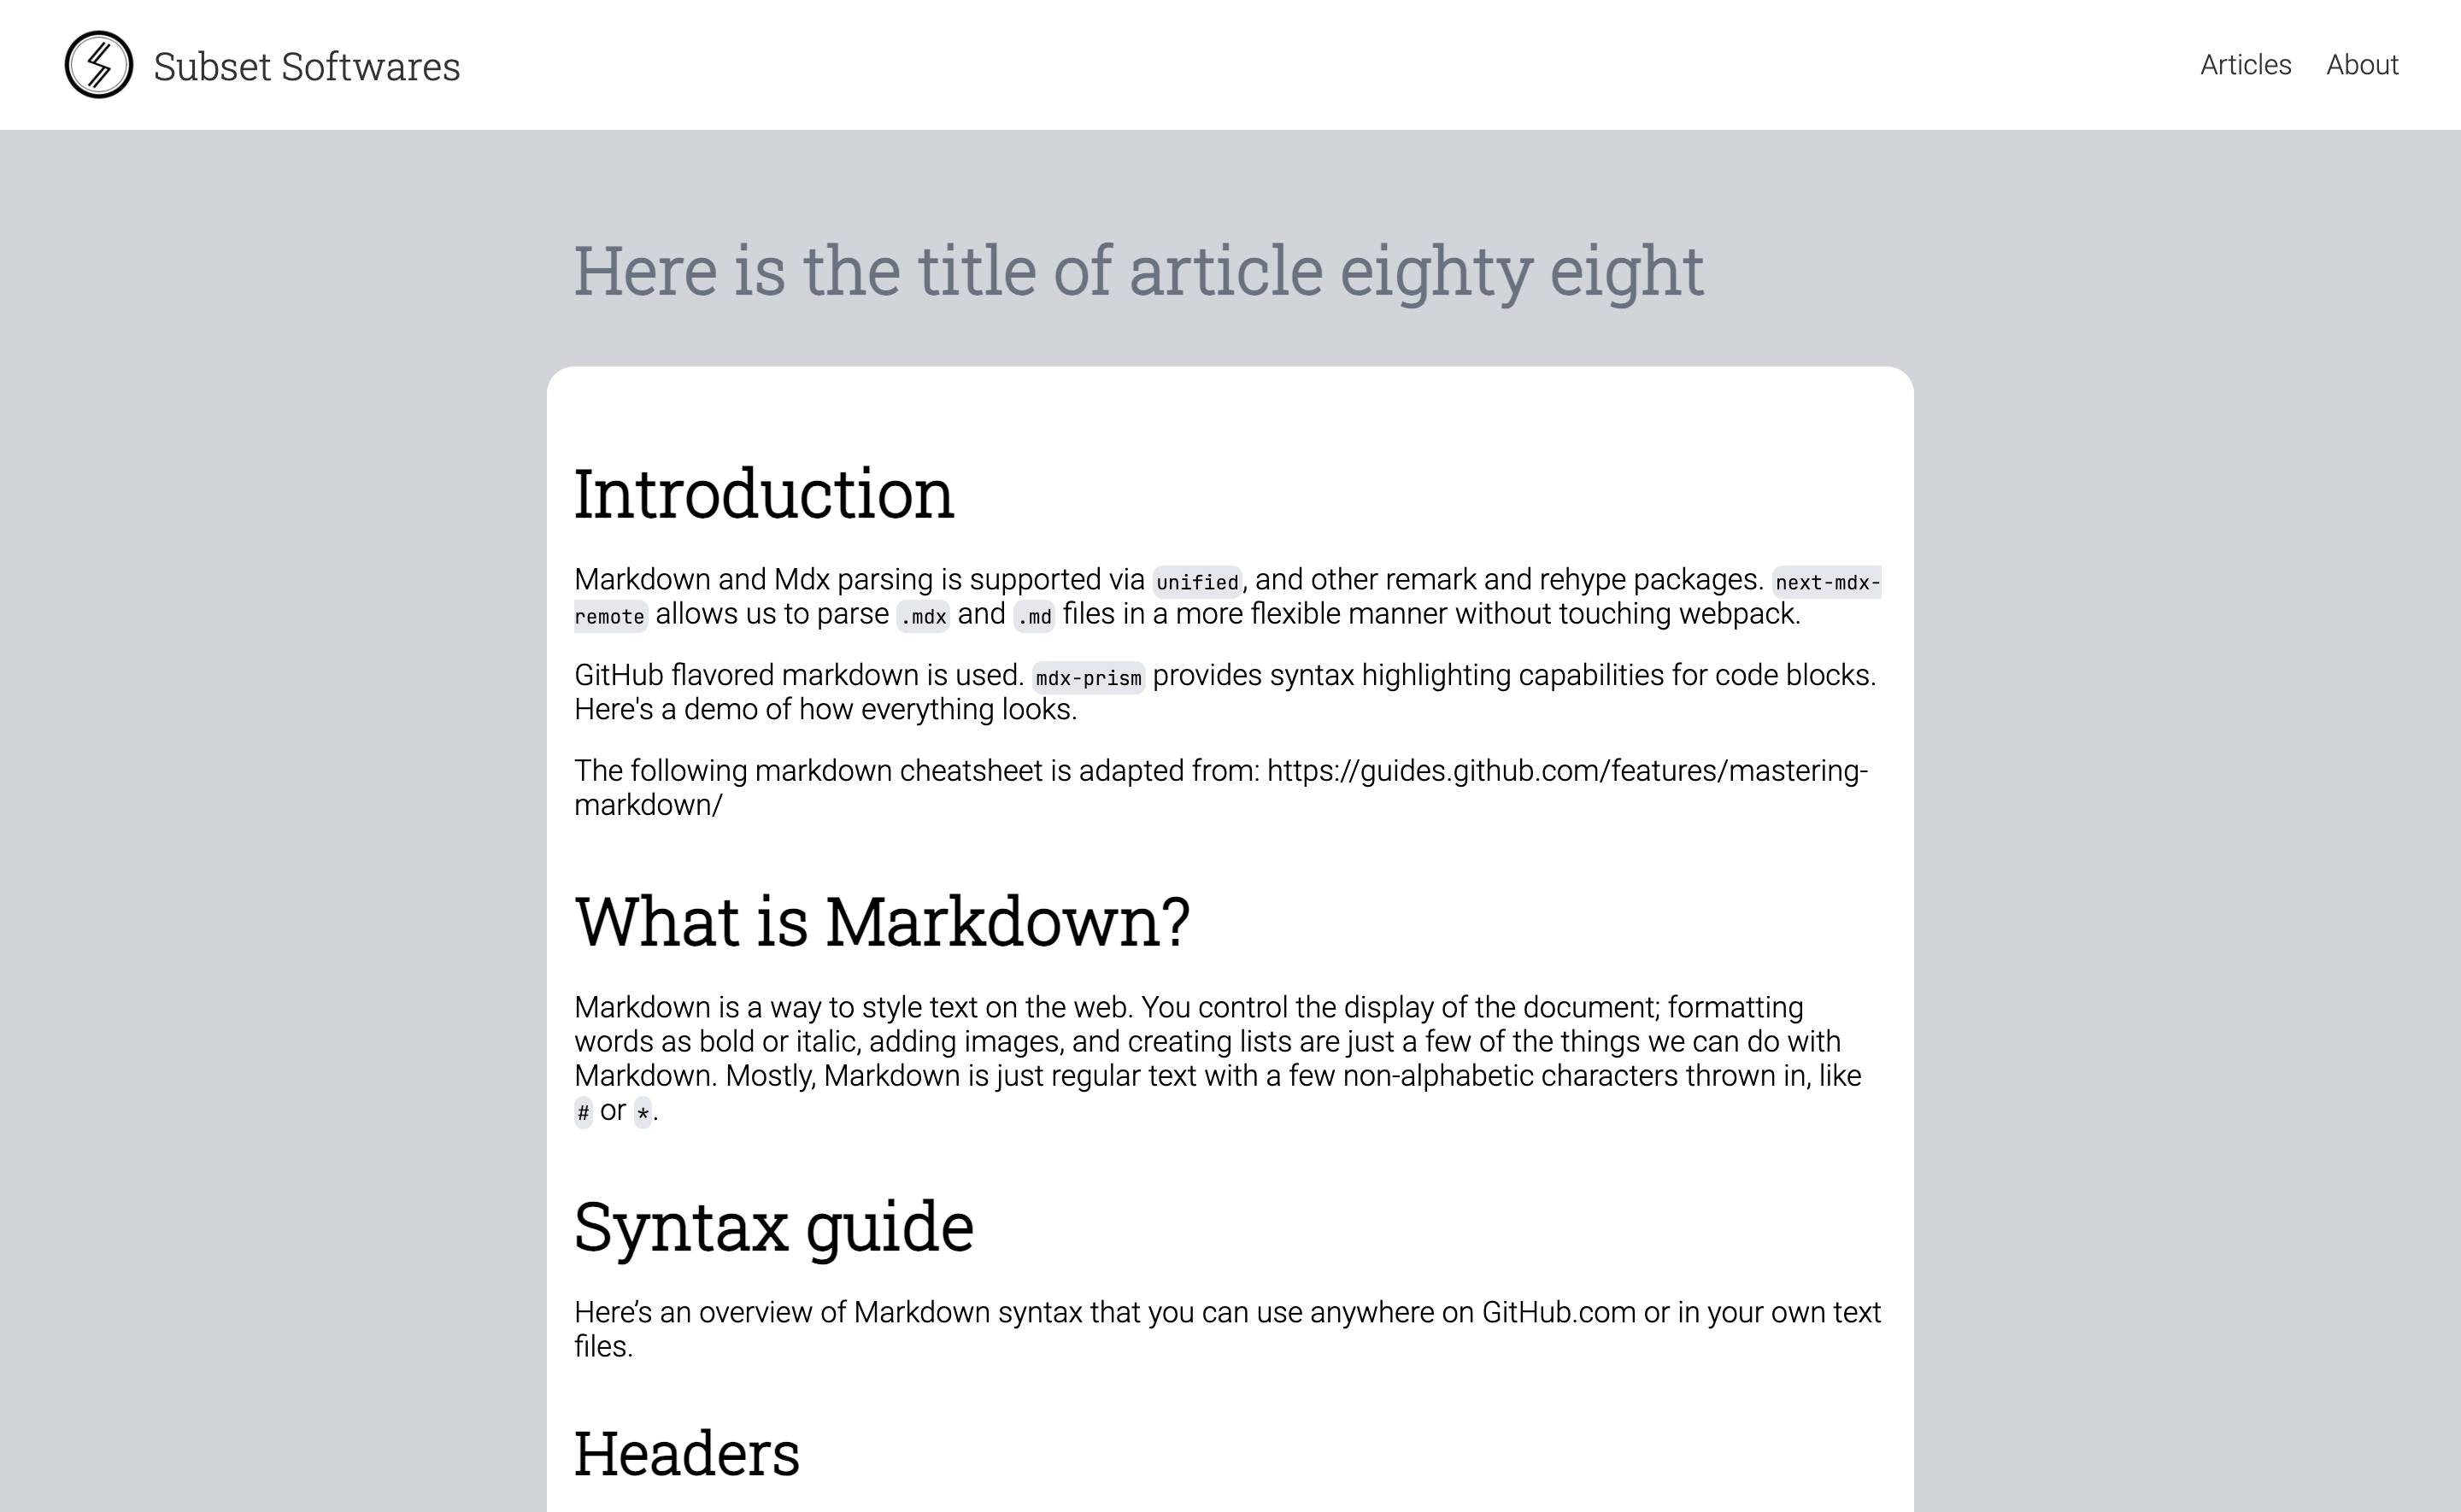 Subset Softwares
Articles About
Here is the title of article eighty eight
Introduction
Markdown and Mdx parsing is supported via unified, and other remark and rehype packages. next-mdx-
remote allows us to parse .mdx and .md files in a more flexible manner without touching webpack.
GitHub flavored markdown is used. mdx-prism provides syntax highlighting capabilities for code blocks.
Here's a demo of how everything looks.
The following markdown cheatsheet is adapted from: https://guides.github.com/features/mastering-
markdown/
What is Markdown?
Markdown is a way to style text on the web. You control the display of the document; formatting
words as bold or italic, adding images, and creating lists are just a few of the things we can do with
Markdown. Mostly, Markdown is just regular text with a few non-alphabetic characters thrown in, like
# or *.
Syntax guide
Here’s an overview of Markdown syntax that you can use anywhere on GitHub.com or in your own text
files.
Headers